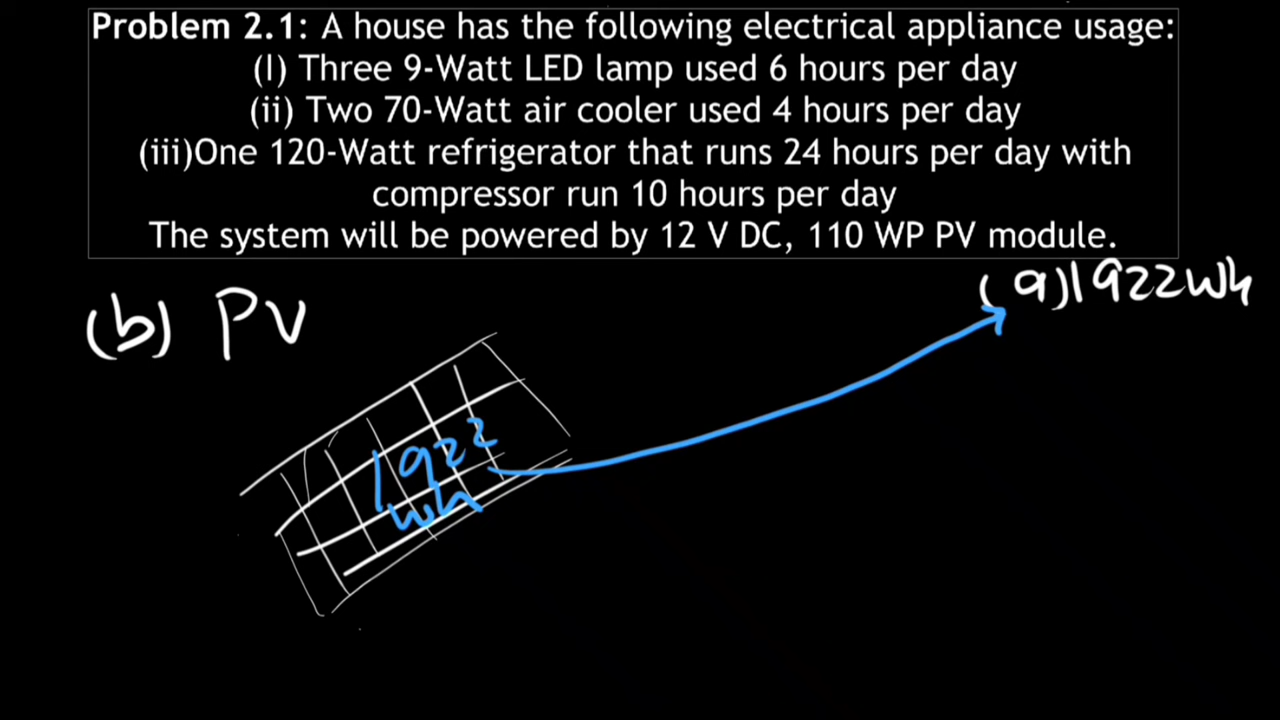 Problem 2.1: A house has the following electrical appliance usage:
(I) Three 9-Watt LED lamp used 6 hours per day
(ii) Two 70-Watt air cooler used 4 hours per day
(iii)One 120-Watt refrigerator that runs 24 hours per day with
compressor run 10 hours per day
The system will be powered by 12 V DC, 110 WP PV module.
(a)1922Wh
(b) PV
1922
wh